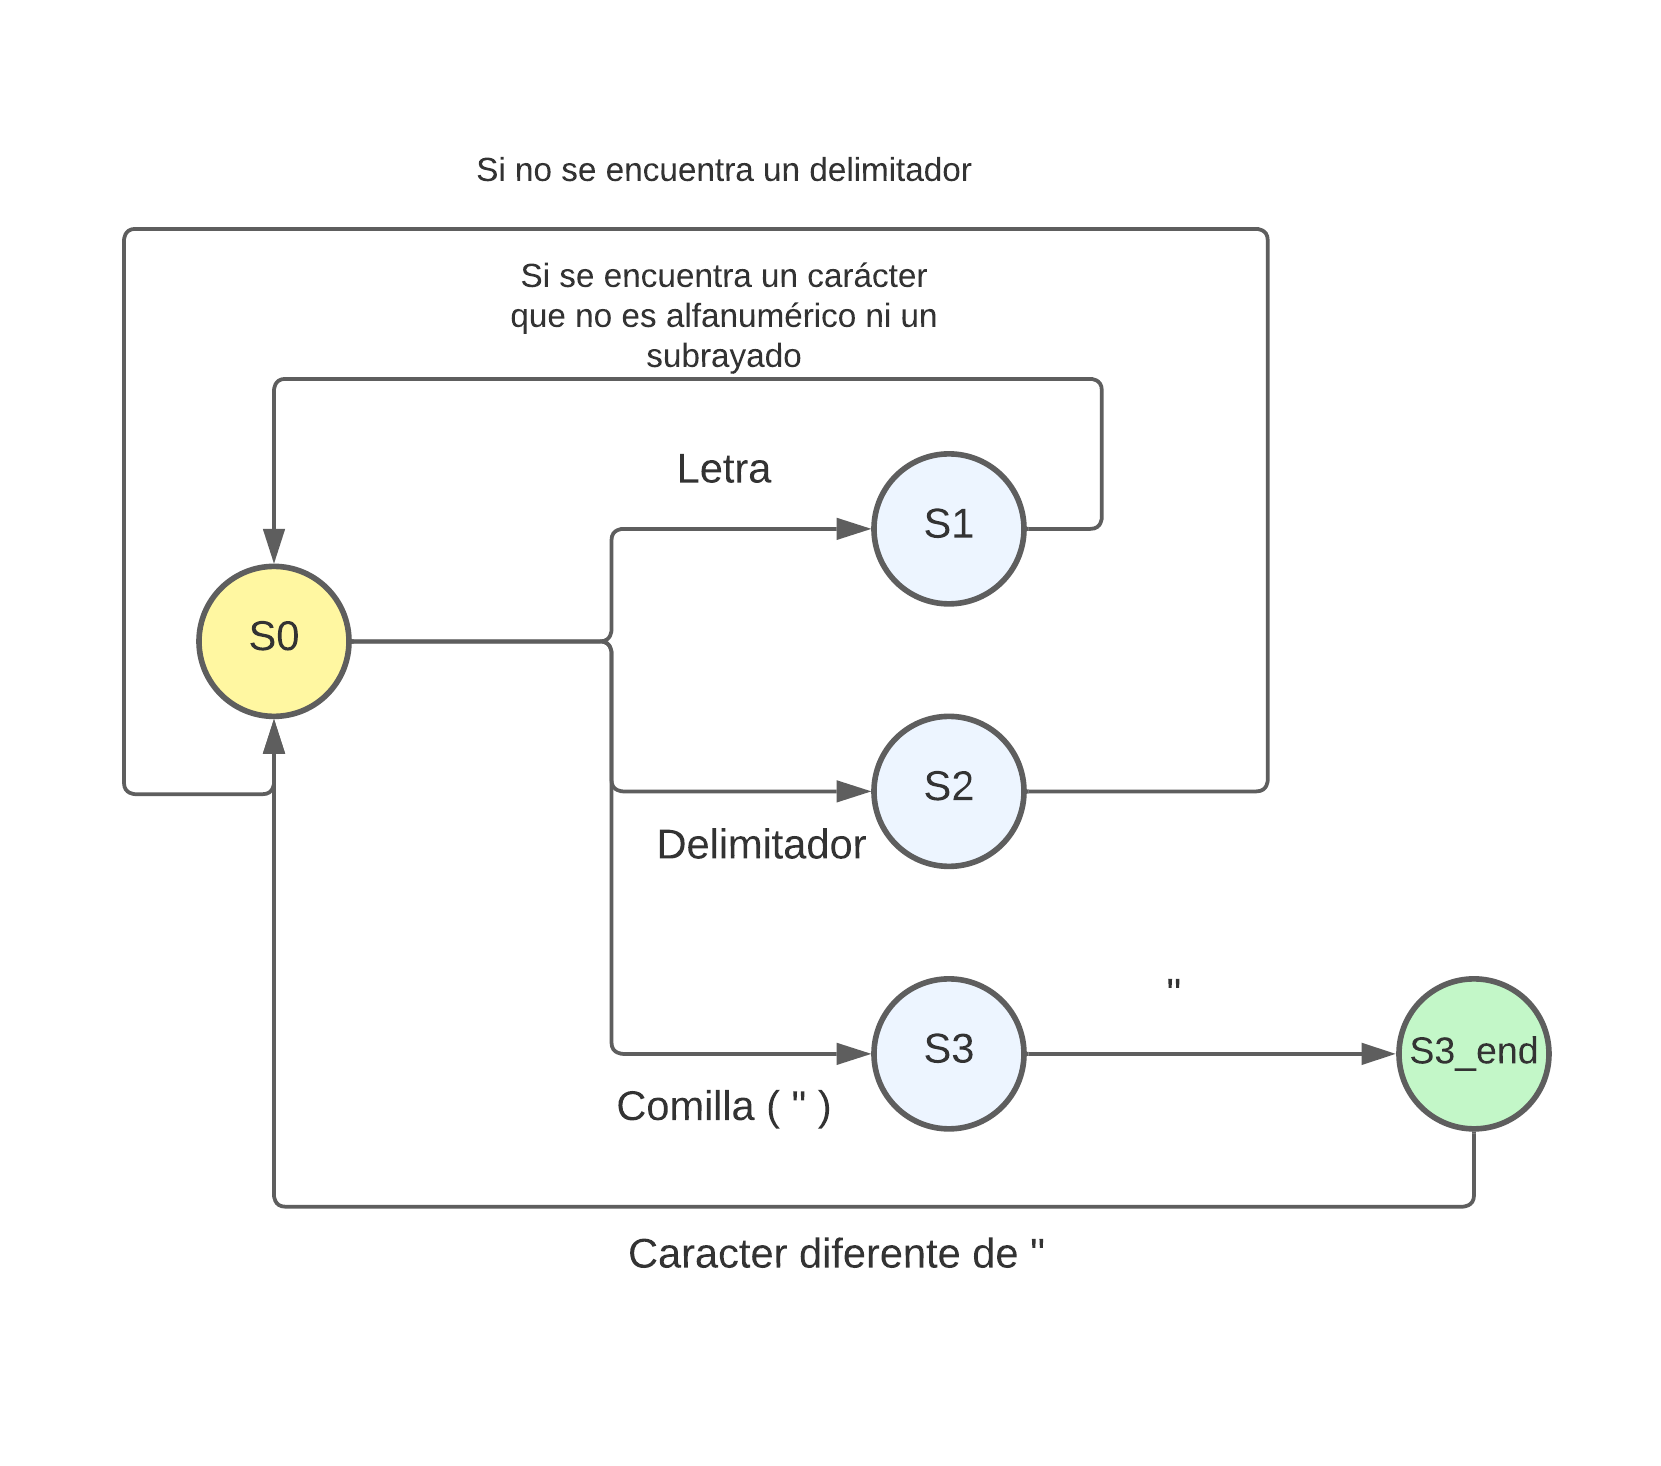 Si no se encuentra un delimitador
Si se encuentra un carácter
que no es alfanumérico ni un
subrayado
Letra
S1
S0
S2
Delimitador
"
S3
S3_end
Comilla ( " )
Caracter diferente de "